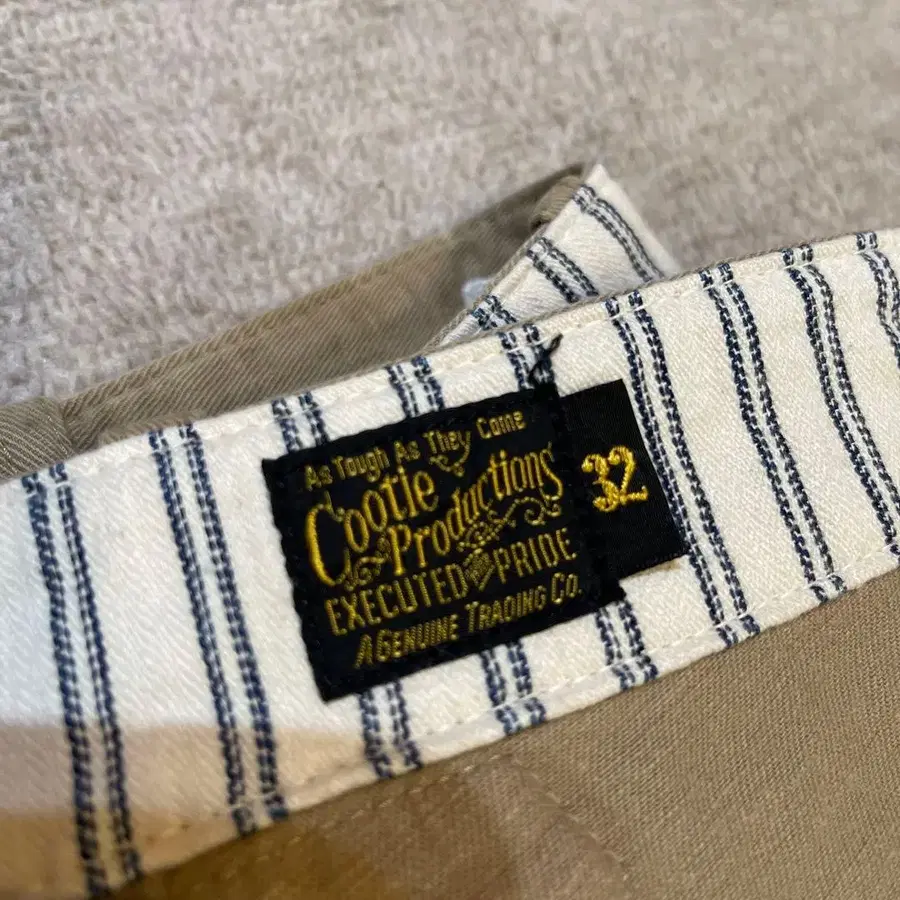 As Tough As They Come
Cootie
Productions
EXECUTED PRIDE
A GENUINE TRADING CO.
32